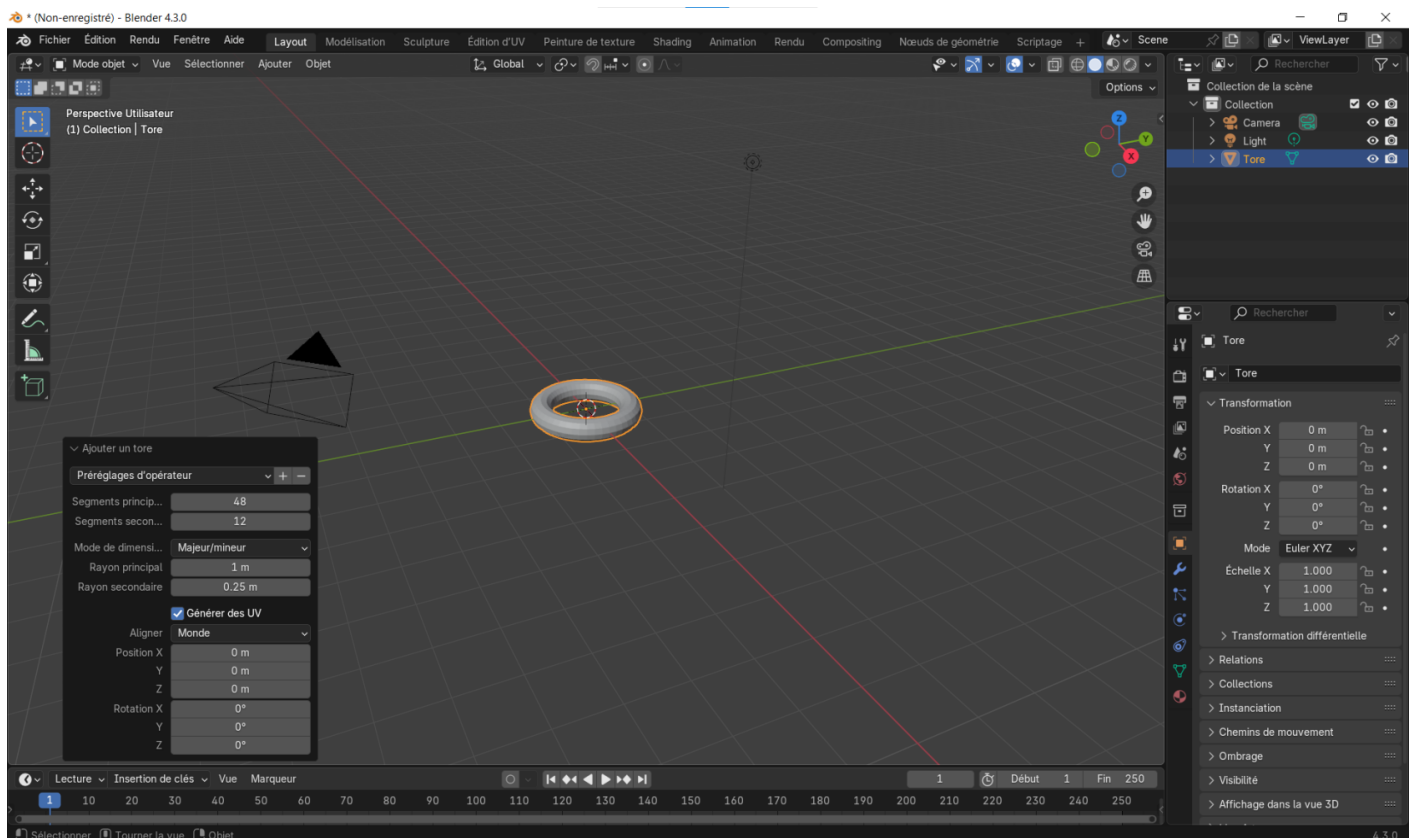 * (Non-enregistré) - Blender 4.3.0
Fichier Édition Rendu Fenêtre Aide Layout Modélisation Sculpture Édition d'UV Peinture de texture Shading Animation Rendu Compositing Nœuds de géométrie Scriptage + Scene ViewLayer
Mode objet Vue Sélectionner Ajouter Objet Global Rechercher
Options
Perspective Utilisateur
(1) Collection | Tore
Z
Y
X
Collection de la scène
Collection
Camera
Light
Tore
Rechercher
Tore
Tore
Transformation
Position X 0 m
Y 0 m
Z 0 m
Rotation X 0°
Y 0°
Z 0°
Mode Euler XYZ
Échelle X 1.000
Y 1.000
Z 1.000
Transformation différentielle
Relations
Collections
Instanciation
Chemins de mouvement
Ombrage
Visibilité
Affichage dans la vue 3D
Ajouter un tore
Préréglages d'opérateur
Segments princip... 48
Segments secon... 12
Mode de dimensi... Majeur/mineur
Rayon principal 1 m
Rayon secondaire 0.25 m
Générer des UV
Aligner Monde
Position X 0 m
Y 0 m
Z 0 m
Rotation X 0°
Y 0°
Z 0°
Lecture Insertion de clés Vue Marqueur 1 Début 1 Fin 250
1 10 20 30 40 50 60 70 80 90 100 110 120 130 140 150 160 170 180 190 200 210 220 230 240 250
Sélectionner Tourner la vue Objet 4.3.0